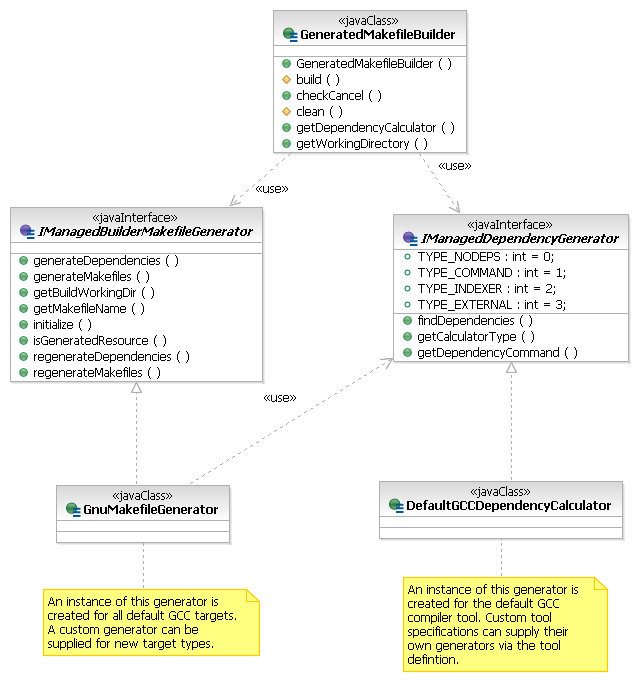 «javaClass»
GeneratedMakefileBuilder
GeneratedMakefileBuilder ( )
build ( )
checkCancel ( )
clean ( )
getDependencyCalculator ( )
getWorkingDirectory ( )
«use»
«use»
«javaInterface»
IManagedBuilderMakefileGenerator
generateDependencies ( )
generateMakefiles ( )
getBuildWorkingDir ( )
getMakefileName ( )
initialize ( )
isGeneratedResource ( )
regenerateDependencies ( )
regenerateMakefiles ( )
«javaInterface»
IManagedDependencyGenerator
TYPE_NODEPS : int = 0;
TYPE_COMMAND : int = 1;
TYPE_INDEXER : int = 2;
TYPE_EXTERNAL : int = 3;
findDependencies ( )
getCalculatorType ( )
getDependencyCommand ( )
«use»
«javaClass»
GnuMakefileGenerator
«javaClass»
DefaultGCCDependencyCalculator
An instance of this generator is
created for all default GCC targets.
A custom generator can be
supplied for new target types.
An instance of this generator is
created for the default GCC
compiler tool. Custom tool
specifications can supply their
own generators via the tool
defintion.